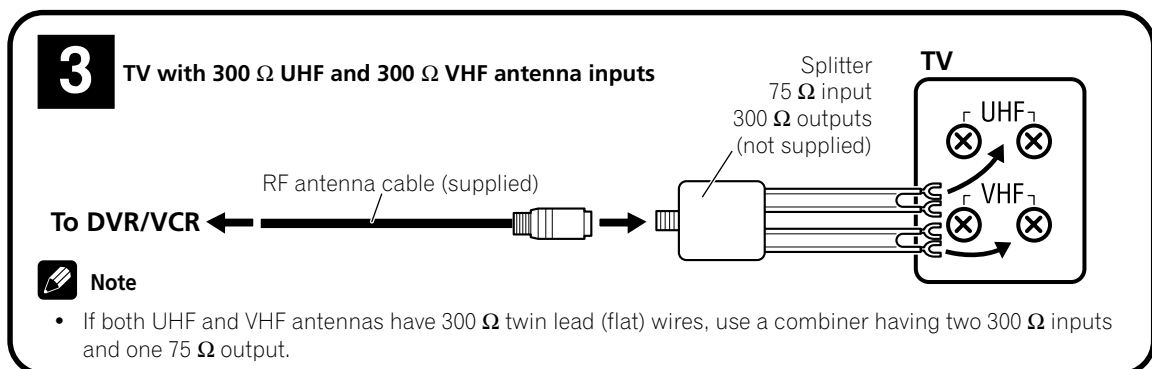 3
TV with 300 Ω UHF and 300 Ω VHF antenna inputs
Splitter
75 Ω input
300 Ω outputs
(not supplied)
TV
UHF
VHF
RF antenna cable (supplied)
To DVR/VCR
Note
• If both UHF and VHF antennas have 300 Ω twin lead (flat) wires, use a combiner having two 300 Ω inputs
and one 75 Ω output.